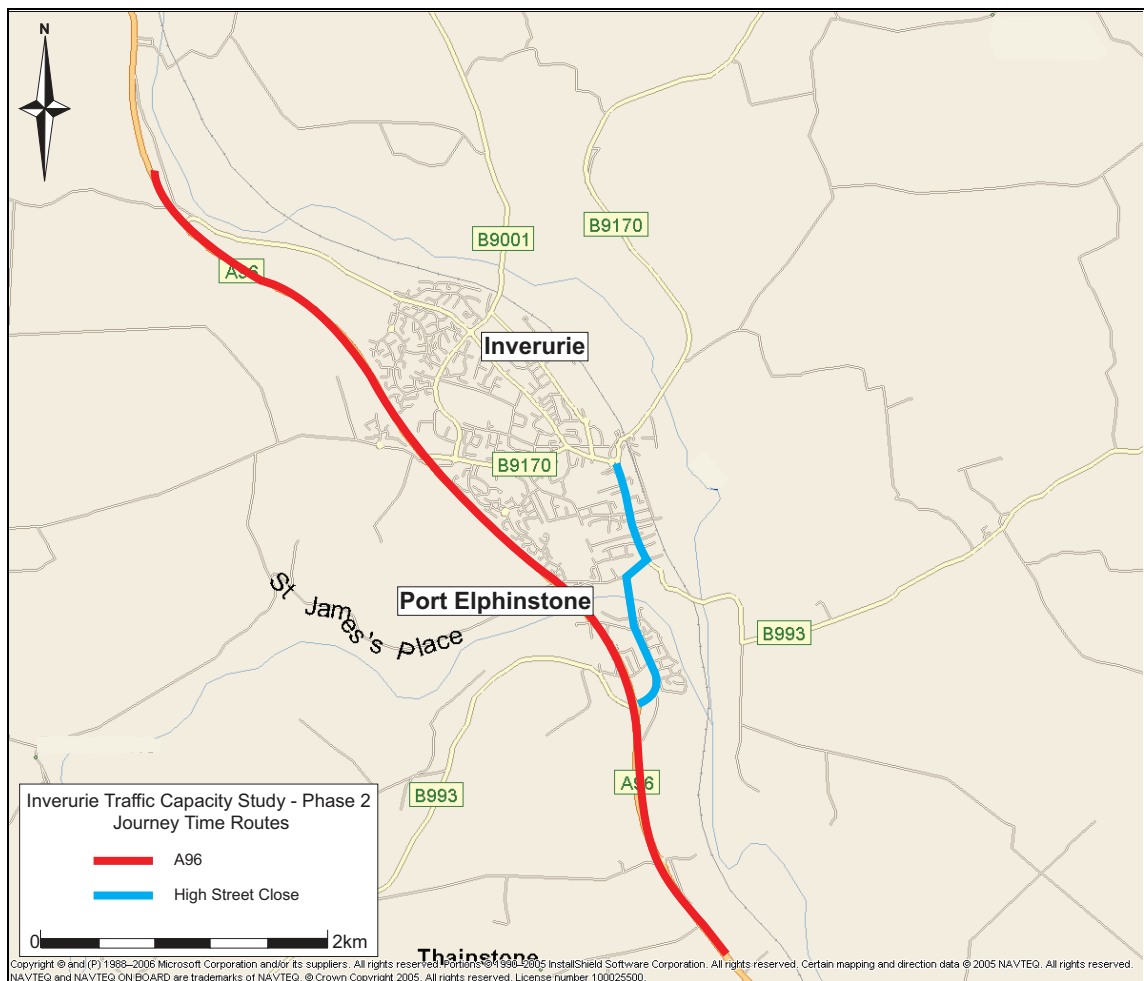 N
B9001
B9170
A96
Inverurie
B9170
St James's Place
Port Elphinstone
B993
A96
B993
Inverurie Traffic Capacity Study - Phase 2
Journey Time Routes
A96
High Street Close
0 2km
Thainstone
Copyright © and (P) 1988–2006 Microsoft Corporation and/or its suppliers. All rights reserved. Portions © 1990–2005 InstallShield Software Corporation. All rights reserved. Certain mapping and direction data © 2005 NAVTEQ. All rights reserved.
NAVTEQ and NAVTEQ ON BOARD are trademarks of NAVTEQ. © Crown Copyright 2005. All rights reserved. License number 100025500.